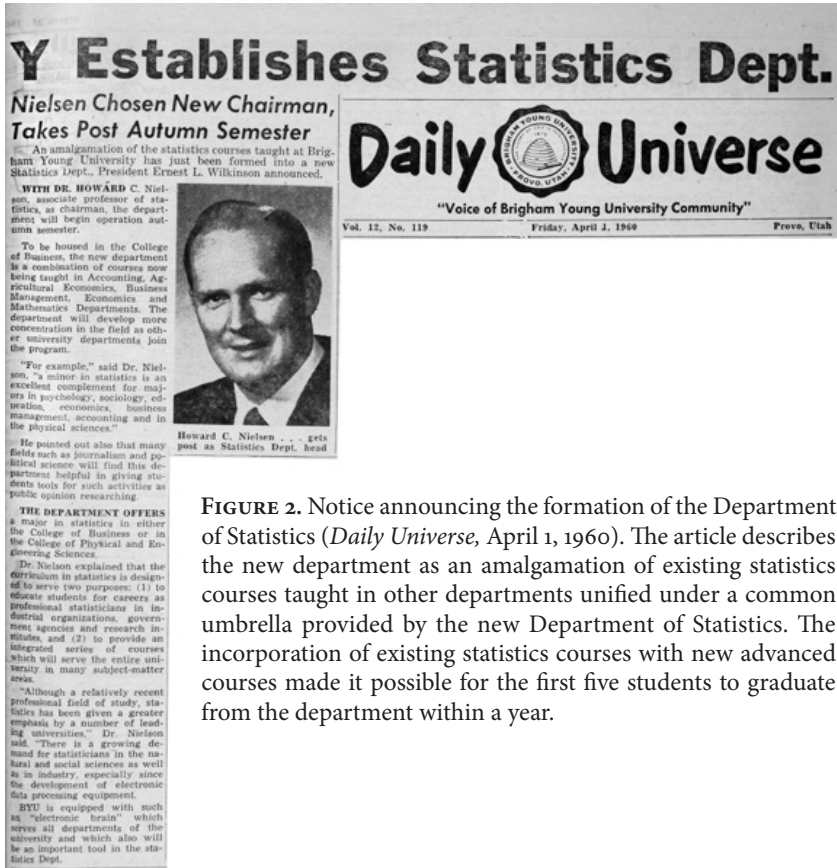 Y Establishes Statistics Dept.
Nielsen Chosen New Chairman,
Takes Post Autumn Semester
An amalgamation of the statistics courses taught at Brig-
ham Young University has just been formed into a new
Statistics Dept., President Ernest L. Wilkinson announced.
WITH DR. HOWARD C. Niel-
son, associate professor of sta-
tistics, as chairman, the depart-
ment will begin operation aut-
umn semester.
To be housed in the College
of Business, the new department
is a combination of courses now
being taught in Accounting, Ag-
ricultural Economics, Business
Management, Economics and
Mathematics Departments. The
department will develop more
concentration in the field as oth-
er university departments join
the program.
"For example," said Dr. Niel-
son, "a minor in statistics is an
excellent complement for maj-
ors in psychology, sociology, ed-
ucation, economics, business
management, accounting and in
the physical sciences."
He pointed out also that many
fields such as journalism and po-
litical science will find this de-
partment helpful in giving stu-
dents tools for such activities as
public opinion researching.
THE DEPARTMENT OFFERS
a major in statistics in either
the College of Business or in
the College of Physical and En-
gineering Sciences.
Dr. Nielson explained that the
curriculum in statistics is design-
ed to serve two purposes: (1) to
educate students for careers as
professional statisticians in in-
dustrial organizations, govern-
ment agencies and research in-
stitutes, and (2) to provide an
integrated series of courses
which will serve the entire uni-
versity in many subject-matter
areas.
"Although a relatively recent
professional field of study, sta-
tistics has been given a greater
emphasis by a number of lead-
ing universities," Dr. Nielson
said. "There is a growing de-
mand for statisticians in the na-
tural and social sciences as well
as in industry, especially since
the development of electronic
data processing equipment.
BYU is equipped with such
an "electronic brain" which
serves all departments of the
university and which also will
be an important tool in the sta-
tistics Dept.
Howard C. Nielsen . . . gets
post as Statistics Dept. head
Daily Universe
BRIGHAM YOUNG UNIVERSITY
PROVO, UTAH
"Voice of Brigham Young University Community"
Vol. 12, No. 119 Friday, April 1, 1960 Provo, Utah
FIGURE 2. Notice announcing the formation of the Department
of Statistics (Daily Universe, April 1, 1960). The article describes
the new department as an amalgamation of existing statistics
courses taught in other departments unified under a common
umbrella provided by the new Department of Statistics. The
incorporation of existing statistics courses with new advanced
courses made it possible for the first five students to graduate
from the department within a year.